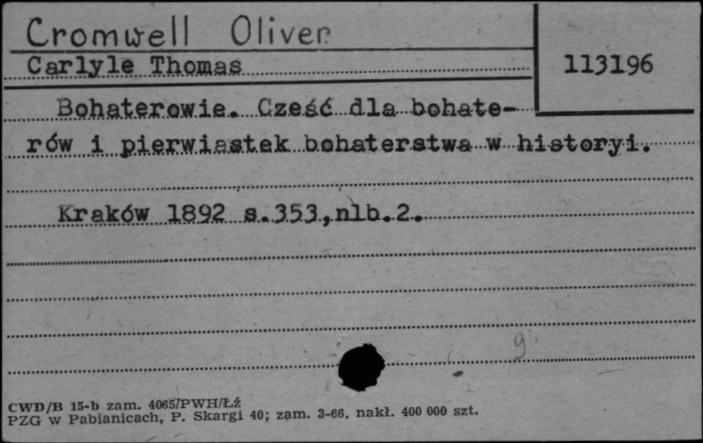 Cromwell Oliver
Carlyle Thomas
113196
Bohaterowie. Cześć dla bohate-
rów i pierwiastek bohaterstwa w historyi.
Kraków 1892 s.353,nlb.2.
9
CWD/B 15-b zam. 4065/PWH/Łź
PZG w Pabianicach, P. Skargi 40; zam. 3-66, nakł. 400 000 szt.